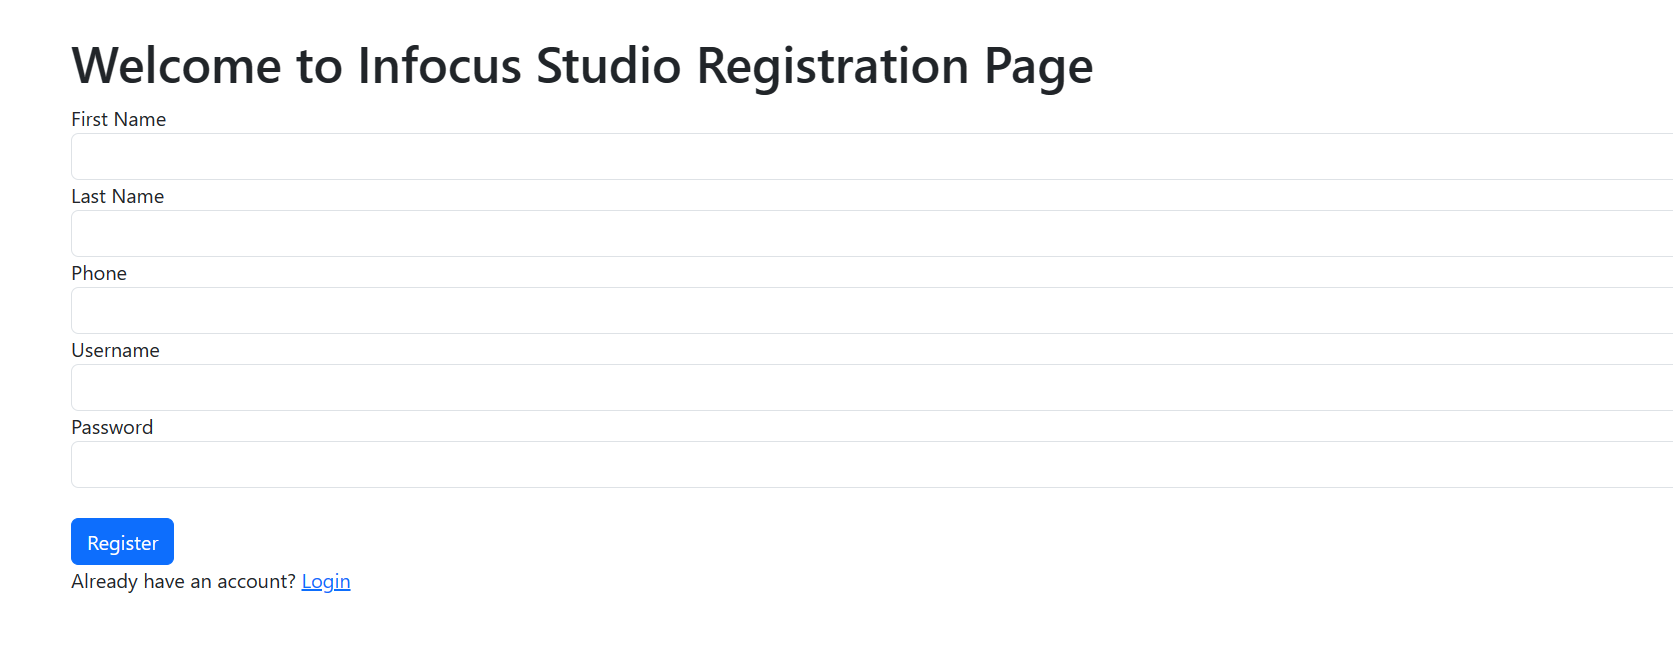 Welcome to Infocus Studio Registration Page
First Name
Last Name
Phone
Username
Password
Register
Already have an account? Login